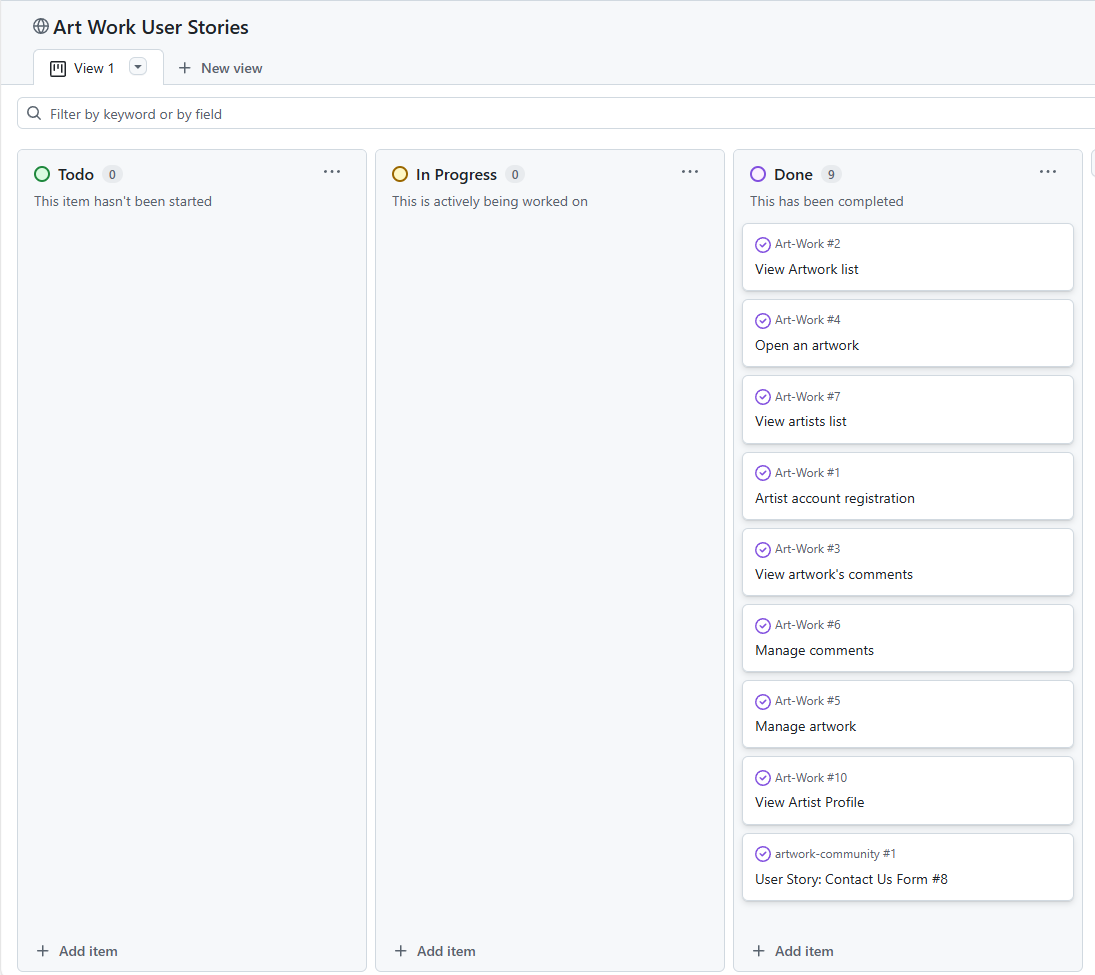 Art Work User Stories
View 1
New view
Filter by keyword or by field
Todo 0
This item hasn't been started
Add item
In Progress 0
This is actively being worked on
Add item
Done 9
This has been completed
Art-Work #2
View Artwork list
Art-Work #4
Open an artwork
Art-Work #7
View artists list
Art-Work #1
Artist account registration
Art-Work #3
View artwork's comments
Art-Work #6
Manage comments
Art-Work #5
Manage artwork
Art-Work #10
View Artist Profile
artwork-community #1
User Story: Contact Us Form #8
Add item